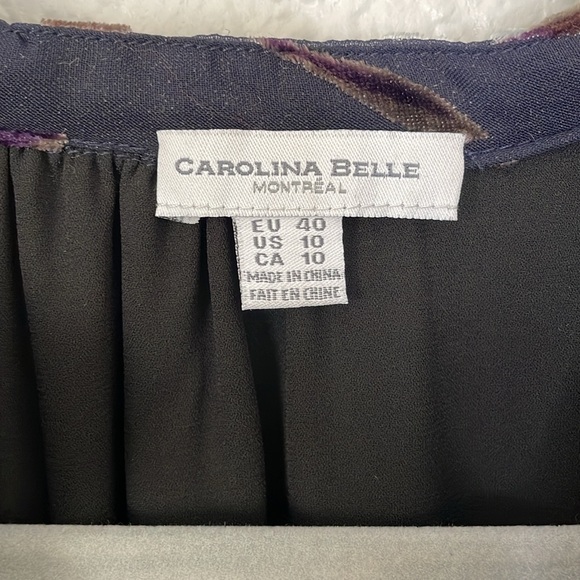 CAROLINA BELLE
MONTRÉAL
EU 40
US 10
CA 10
MADE IN CHINA
FAIT EN CHINE